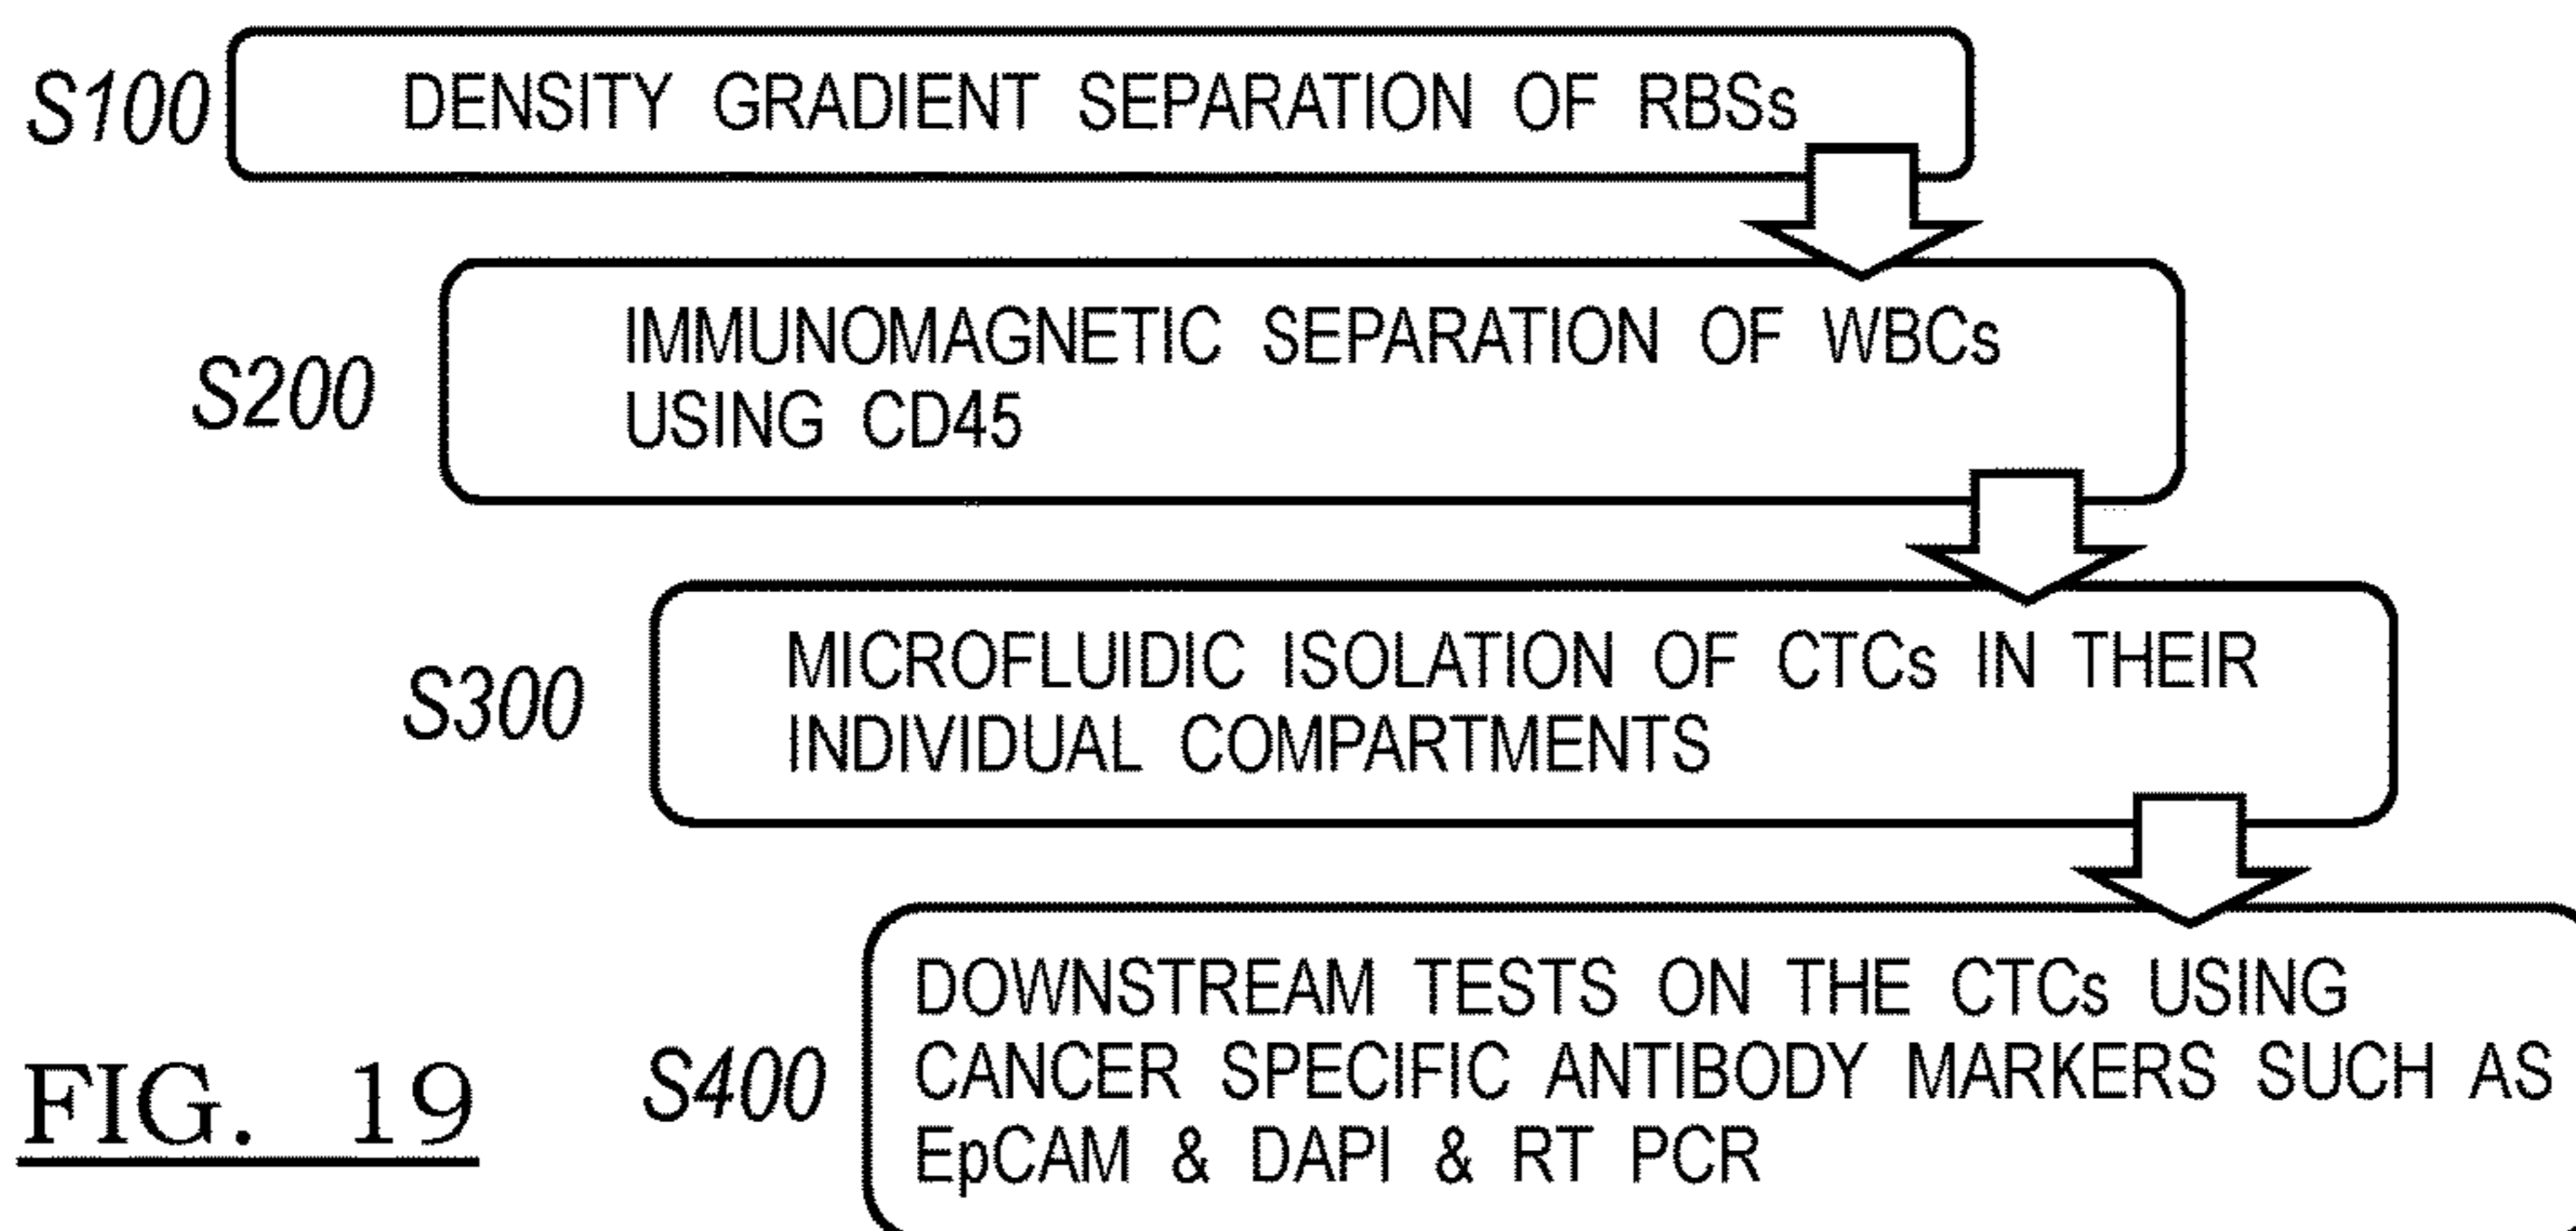 S100 DENSITY GRADIENT SEPARATION OF RBSs
S200 IMMUNOMAGNETIC SEPARATION OF WBCs
USING CD45
S300 MICROFLUIDIC ISOLATION OF CTCs IN THEIR
INDIVIDUAL COMPARTMENTS
S400 DOWNSTREAM TESTS ON THE CTCs USING
CANCER SPECIFIC ANTIBODY MARKERS SUCH AS
EpCAM & DAPI & RT PCR
FIG. 19